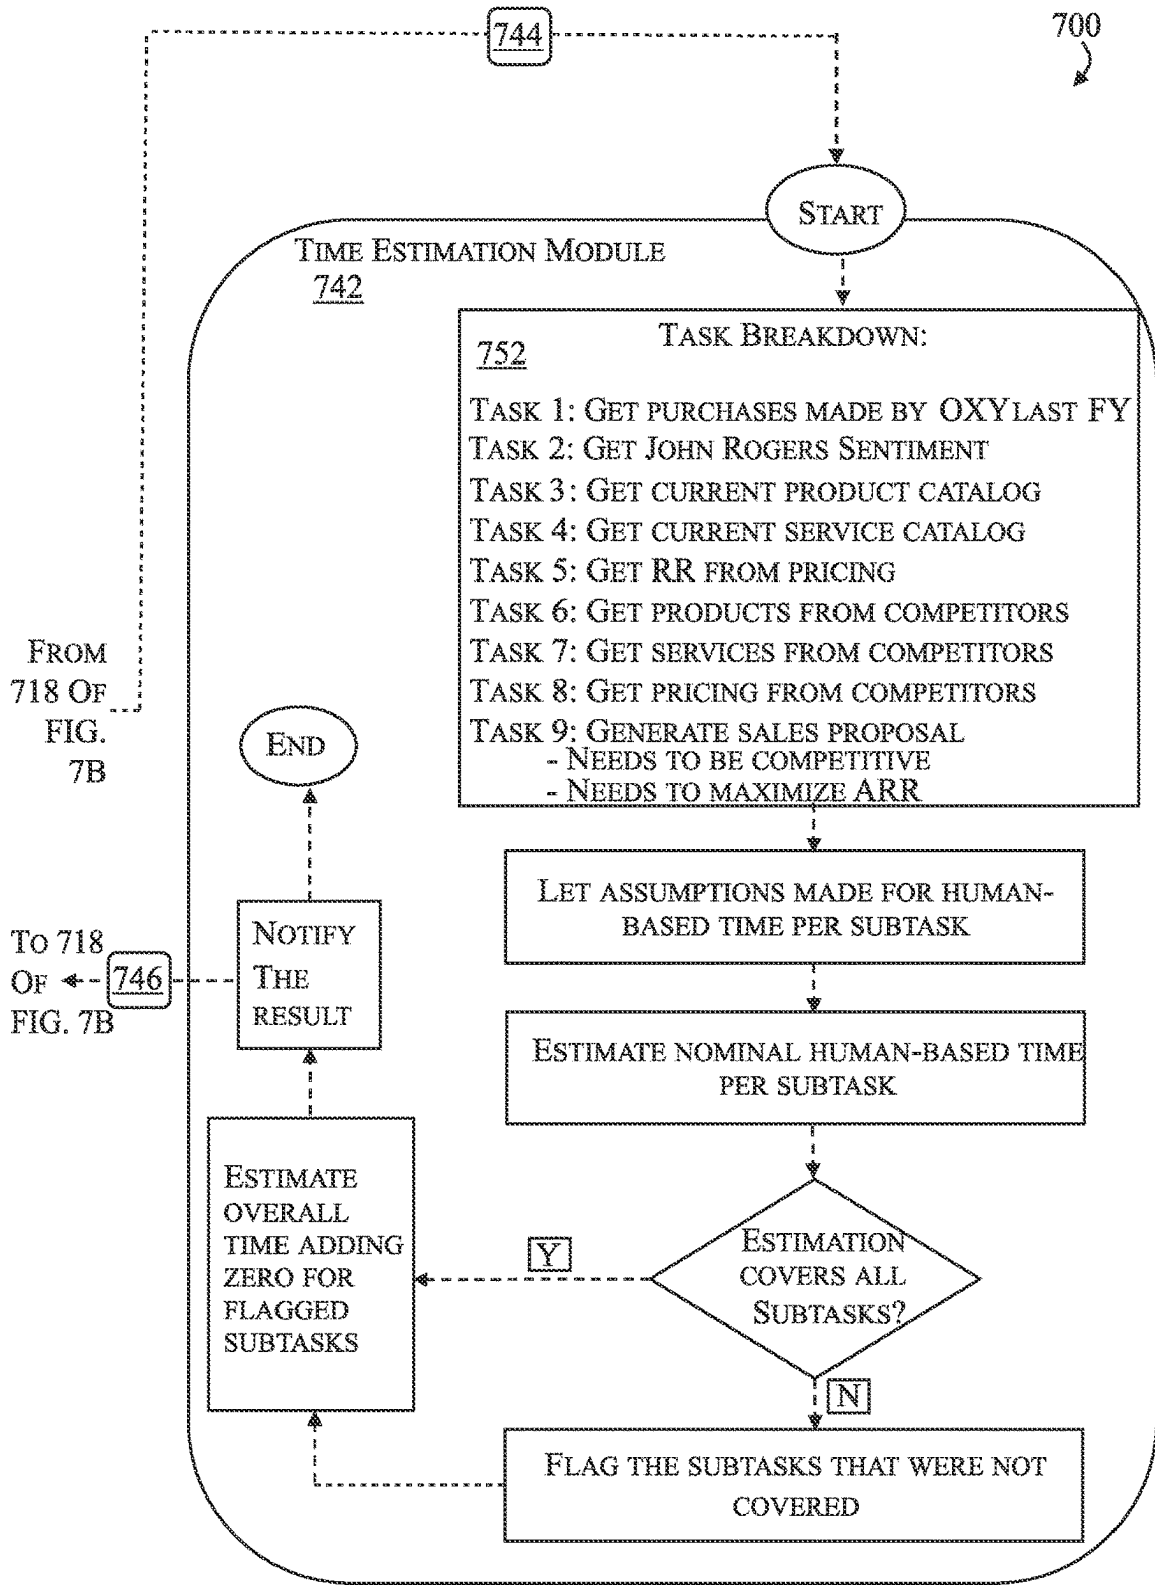 744
700
START
TIME ESTIMATION MODULE
742
TASK BREAKDOWN:
752
TASK 1: GET PURCHASES MADE BY OXY LAST FY
TASK 2: GET JOHN ROGERS SENTIMENT
TASK 3: GET CURRENT PRODUCT CATALOG
TASK 4: GET CURRENT SERVICE CATALOG
TASK 5: GET RR FROM PRICING
TASK 6: GET PRODUCTS FROM COMPETITORS
TASK 7: GET SERVICES FROM COMPETITORS
TASK 8: GET PRICING FROM COMPETITORS
TASK 9: GENERATE SALES PROPOSAL
- NEEDS TO BE COMPETITIVE
- NEEDS TO MAXIMIZE ARR
FROM
718 OF
FIG.
7B
END
LET ASSUMPTIONS MADE FOR HUMAN-
BASED TIME PER SUBTASK
NOTIFY
THE
RESULT
TO 718
OF
FIG. 7B
746
ESTIMATE NOMINAL HUMAN-BASED TIME
PER SUBTASK
ESTIMATE
OVERALL
TIME ADDING
ZERO FOR
FLAGGED
SUBTASKS
Y
ESTIMATION
COVERS ALL
SUBTASKS?
N
FLAG THE SUBTASKS THAT WERE NOT
COVERED